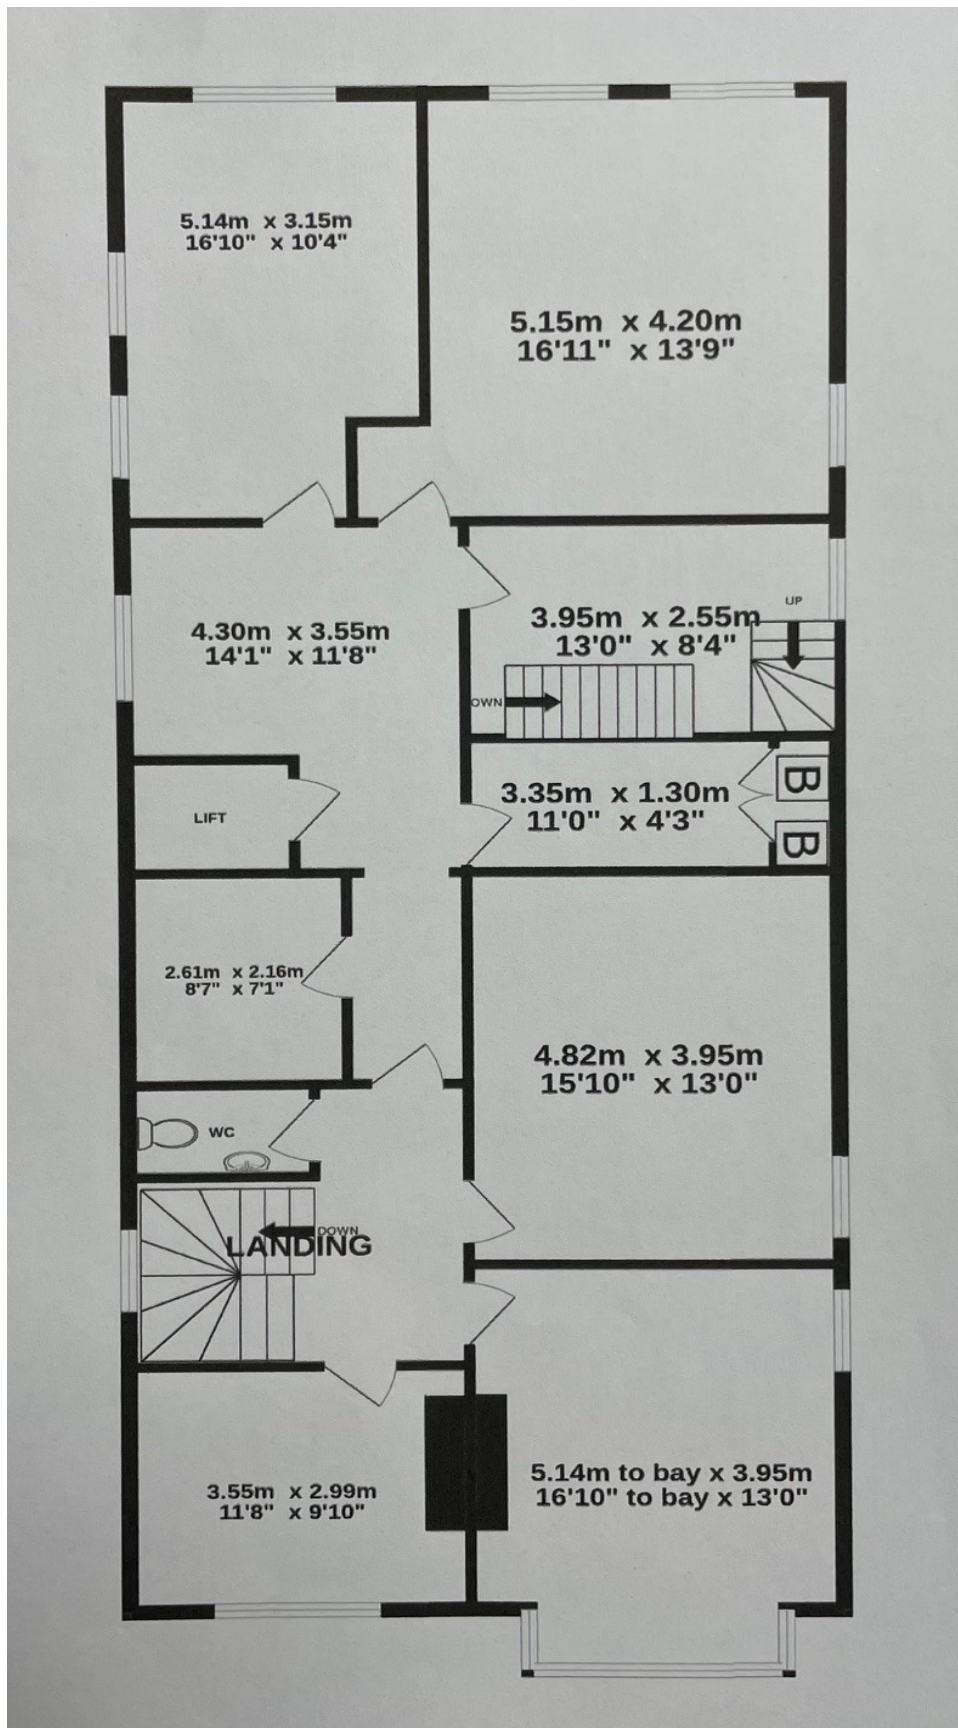 5.14m x 3.15m
16'10" x 10'4"
5.15m x 4.20m
16'11" x 13'9"
4.30m x 3.55m
14'1" x 11'8"
3.95m x 2.55m
13'0" x 8'4"
UP
OWN
LIFT
3.35m x 1.30m
11'0" x 4'3"
B
B
2.61m x 2.16m
8'7" x 7'1"
4.82m x 3.95m
15'10" x 13'0"
WC
DOWN
LANDING
3.55m x 2.99m
11'8" x 9'10"
5.14m to bay x 3.95m
16'10" to bay x 13'0"